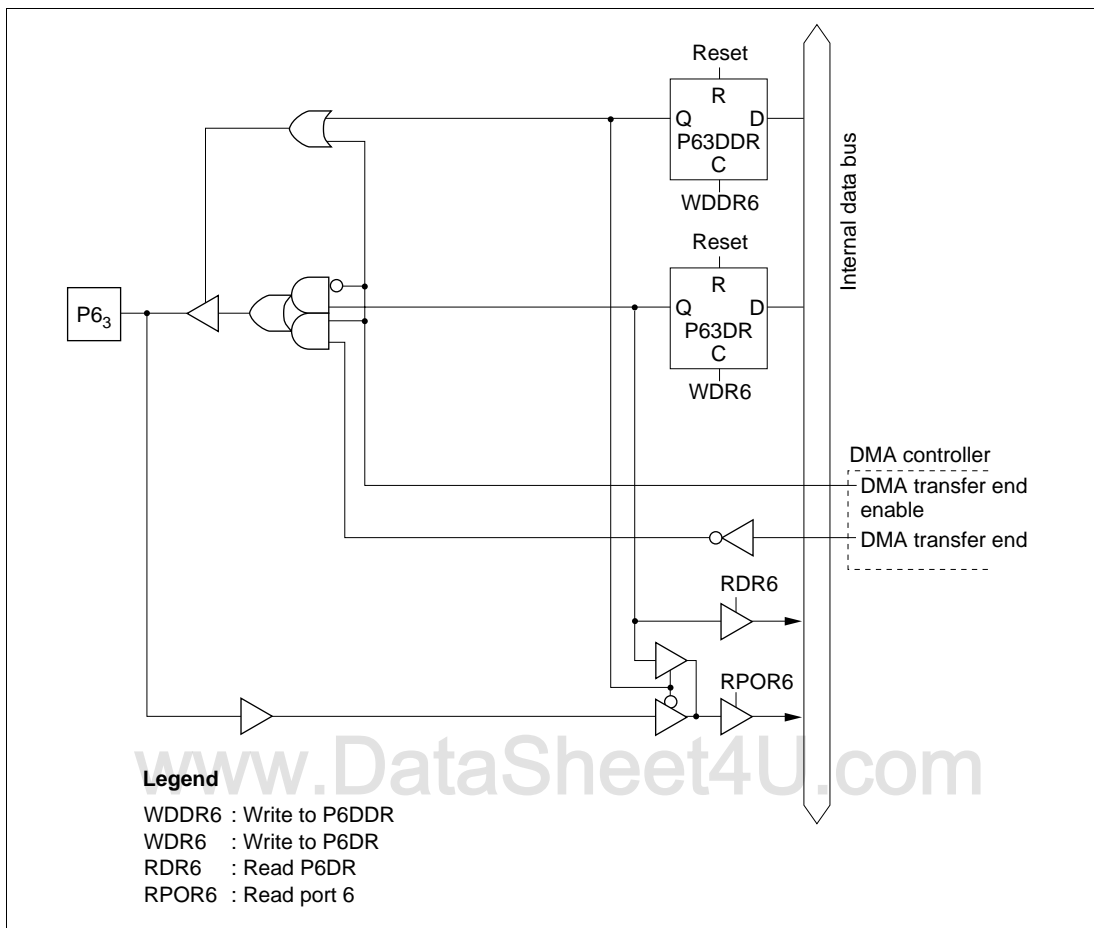 Reset
R
Q D
P63DDR
C
WDDR6
Reset
R
Q D
P63DR
C
WDR6
P6₃
Internal data bus
DMA controller
DMA transfer end
enable
DMA transfer end
RDR6
RPOR6
www.DataSheet4U.com
Legend
WDDR6 : Write to P6DDR
WDR6 : Write to P6DR
RDR6 : Read P6DR
RPOR6 : Read port 6